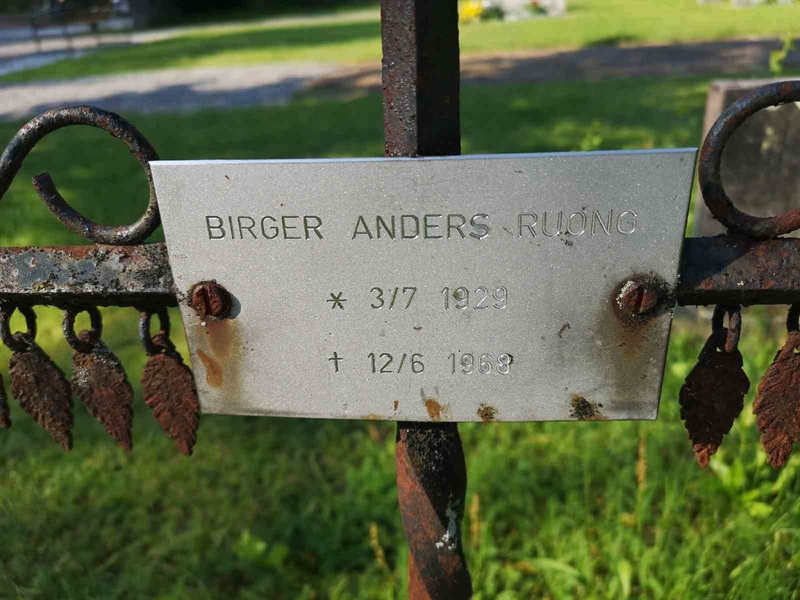 BIRGER ANDERS RUONG
* 3/7 1929
† 12/6 1968